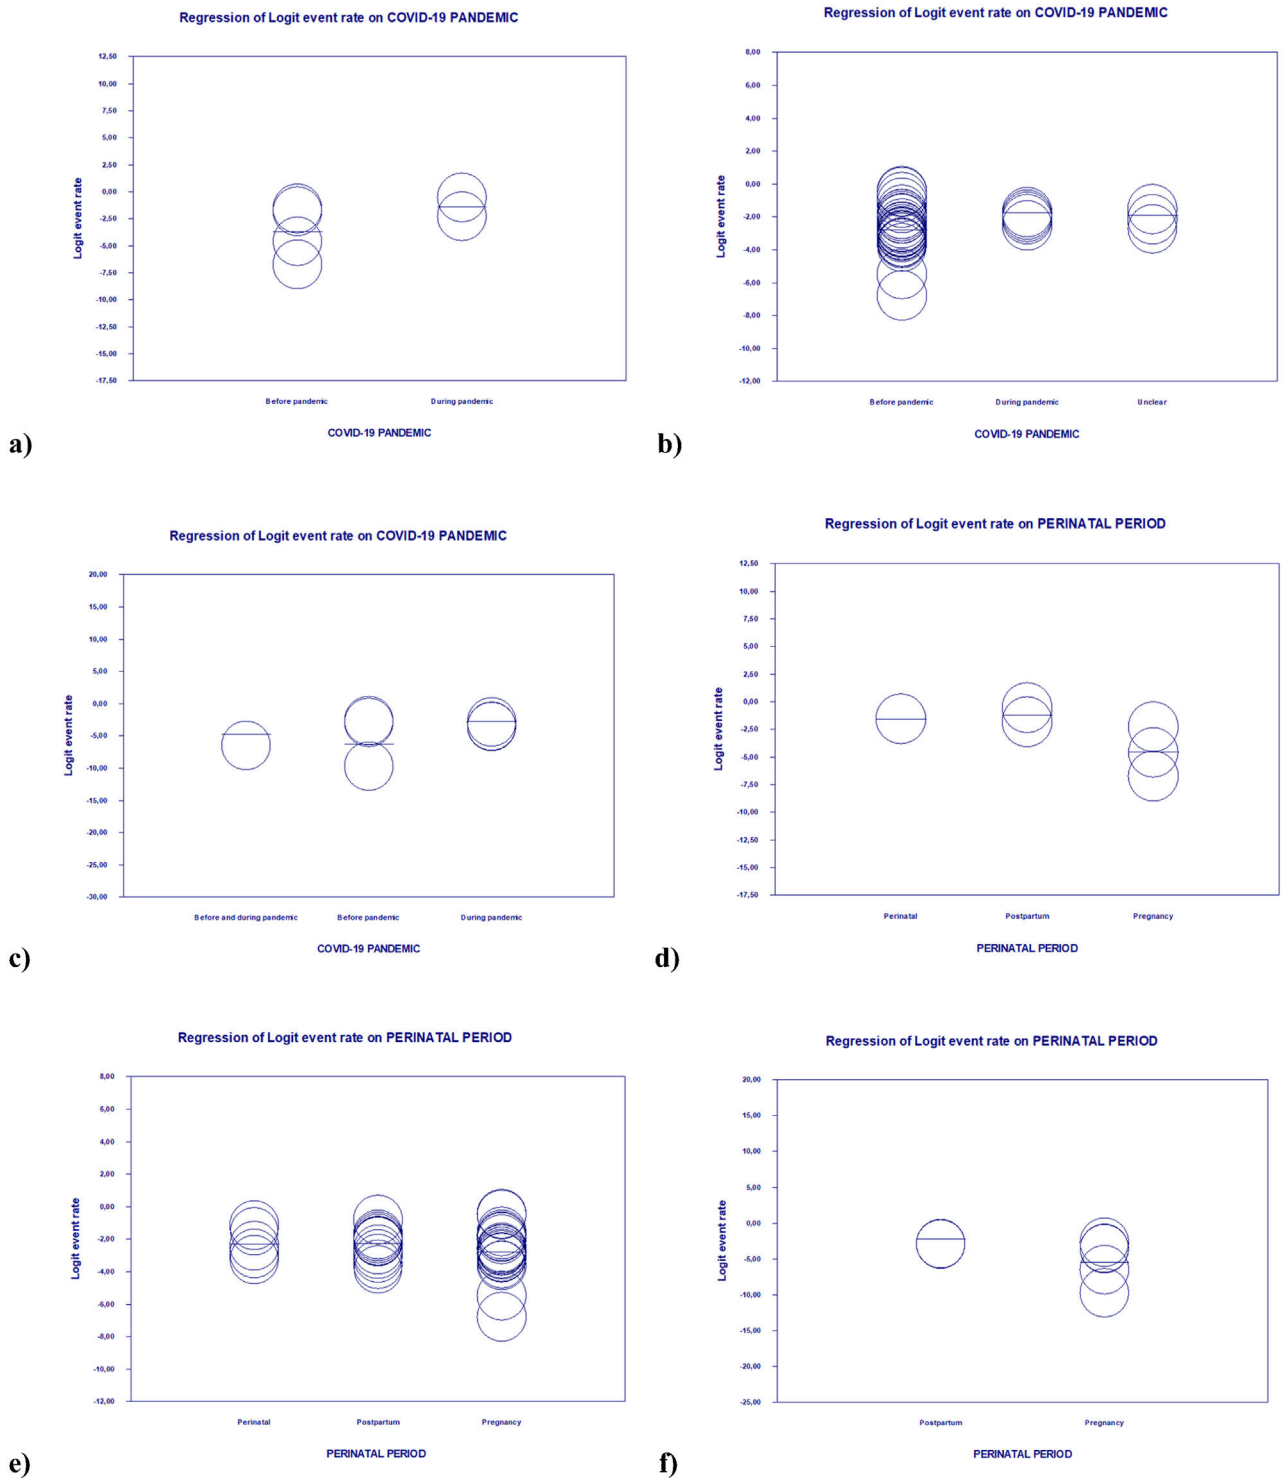 Regression of Logit event rate on COVID-19 PANDEMIC
12,50
10,00
7,50
5,00
2,50
0,00
-2,50
-5,00
-7,50
-10,00
-12,50
-15,00
-17,50
Logit event rate
Before pandemic
During pandemic
COVID-19 PANDEMIC
a)
Regression of Logit event rate on COVID-19 PANDEMIC
8,00
6,00
4,00
2,00
0,00
-2,00
-4,00
-6,00
-8,00
-10,00
-12,00
Logit event rate
Before pandemic
During pandemic
Unclear
COVID-19 PANDEMIC
b)
Regression of Logit event rate on COVID-19 PANDEMIC
20,00
15,00
10,00
5,00
0,00
-5,00
-10,00
-15,00
-20,00
-25,00
-30,00
Logit event rate
Before and during pandemic
Before pandemic
During pandemic
COVID-19 PANDEMIC
c)
Regression of Logit event rate on PERINATAL PERIOD
12,50
10,00
7,50
5,00
2,50
0,00
-2,50
-5,00
-7,50
-10,00
-12,50
-15,00
-17,50
Logit event rate
Perinatal
Postpartum
Pregnancy
PERINATAL PERIOD
d)
Regression of Logit event rate on PERINATAL PERIOD
8,00
6,00
4,00
2,00
0,00
-2,00
-4,00
-6,00
-8,00
-10,00
-12,00
Logit event rate
Perinatal
Postpartum
Pregnancy
PERINATAL PERIOD
e)
Regression of Logit event rate on PERINATAL PERIOD
20,00
15,00
10,00
5,00
0,00
-5,00
-10,00
-15,00
-20,00
-25,00
Logit event rate
Postpartum
Pregnancy
PERINATAL PERIOD
f)